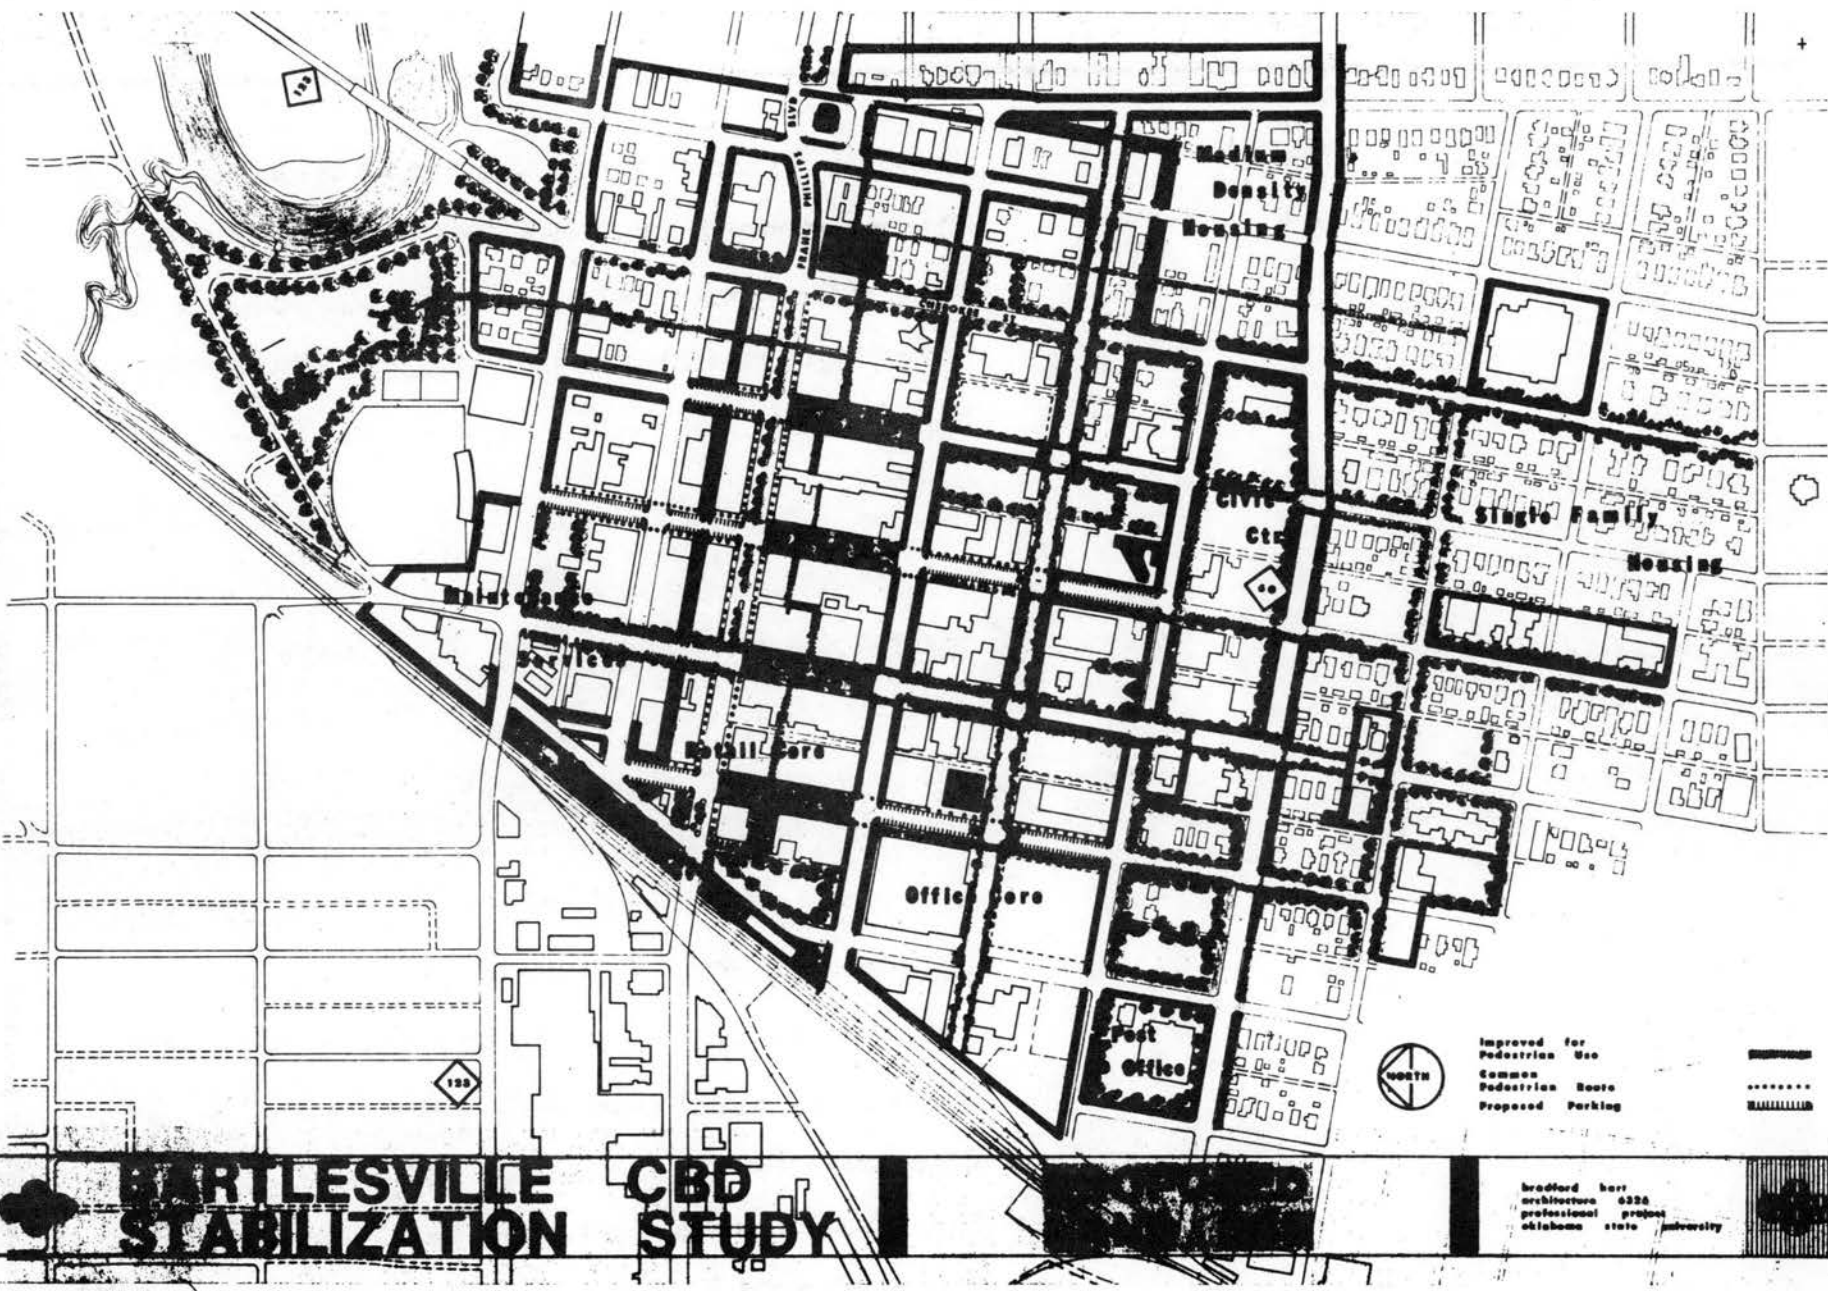 123
FRANK PHILLIPS BLVD
Medium
Density
Housing
CHEROKEE ST
Civic
Ctr
60
Single Family
Housing
Maintenance
Services
Retail Core
Office Core
Post
Office
123
NORTH
Improved for
Pedestrian Use
Common
Pedestrian Route
Proposed Parking
BARTLESVILLE CBD
STABILIZATION STUDY
bradford hart
architecture 6326
professional project
oklahoma state university